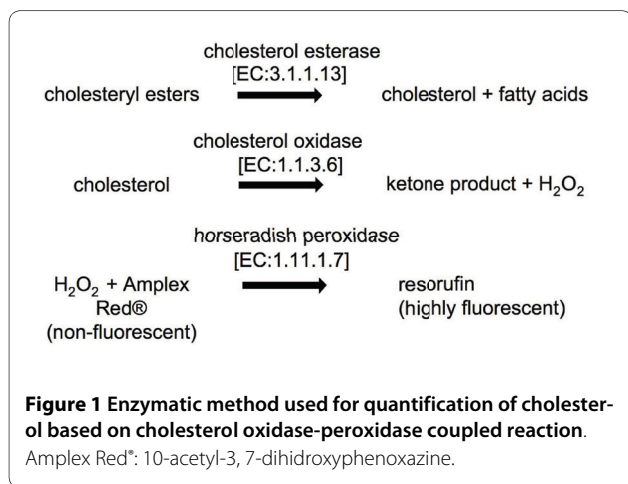 cholesterol esterase
[EC:3.1.1.13]
cholesteryl esters cholesterol + fatty acids
cholesterol oxidase
[EC:1.1.3.6]
cholesterol ketone product + H₂O₂
horseradish peroxidase
[EC:1.11.1.7]
H₂O₂ + Amplex resorufin
Red® (highly fluorescent)
(non-fluorescent)
Figure 1 Enzymatic method used for quantification of cholester-
ol based on cholesterol oxidase-peroxidase coupled reaction.
Amplex Red®: 10-acetyl-3, 7-dihidroxyphenoxazine.